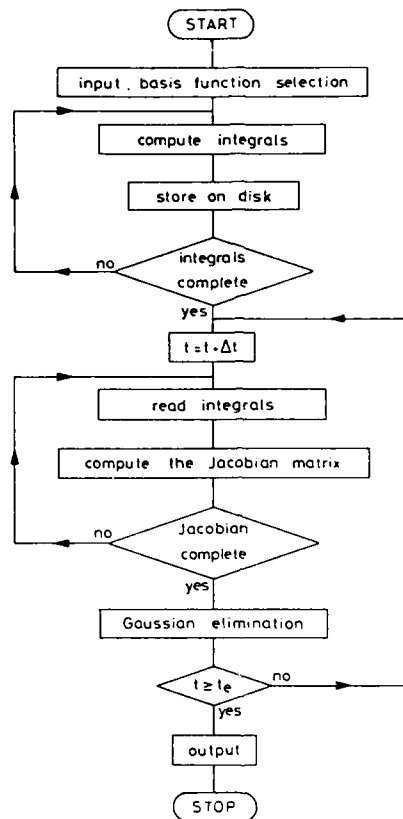 START
input, basis function selection
compute integrals
store on disk
integrals
no
complete
yes
t=t+Δt
read integrals
compute the Jacobian matrix
Jacobian
no
complete
yes
Gaussian elimination
t ≥ te
no
yes
output
STOP